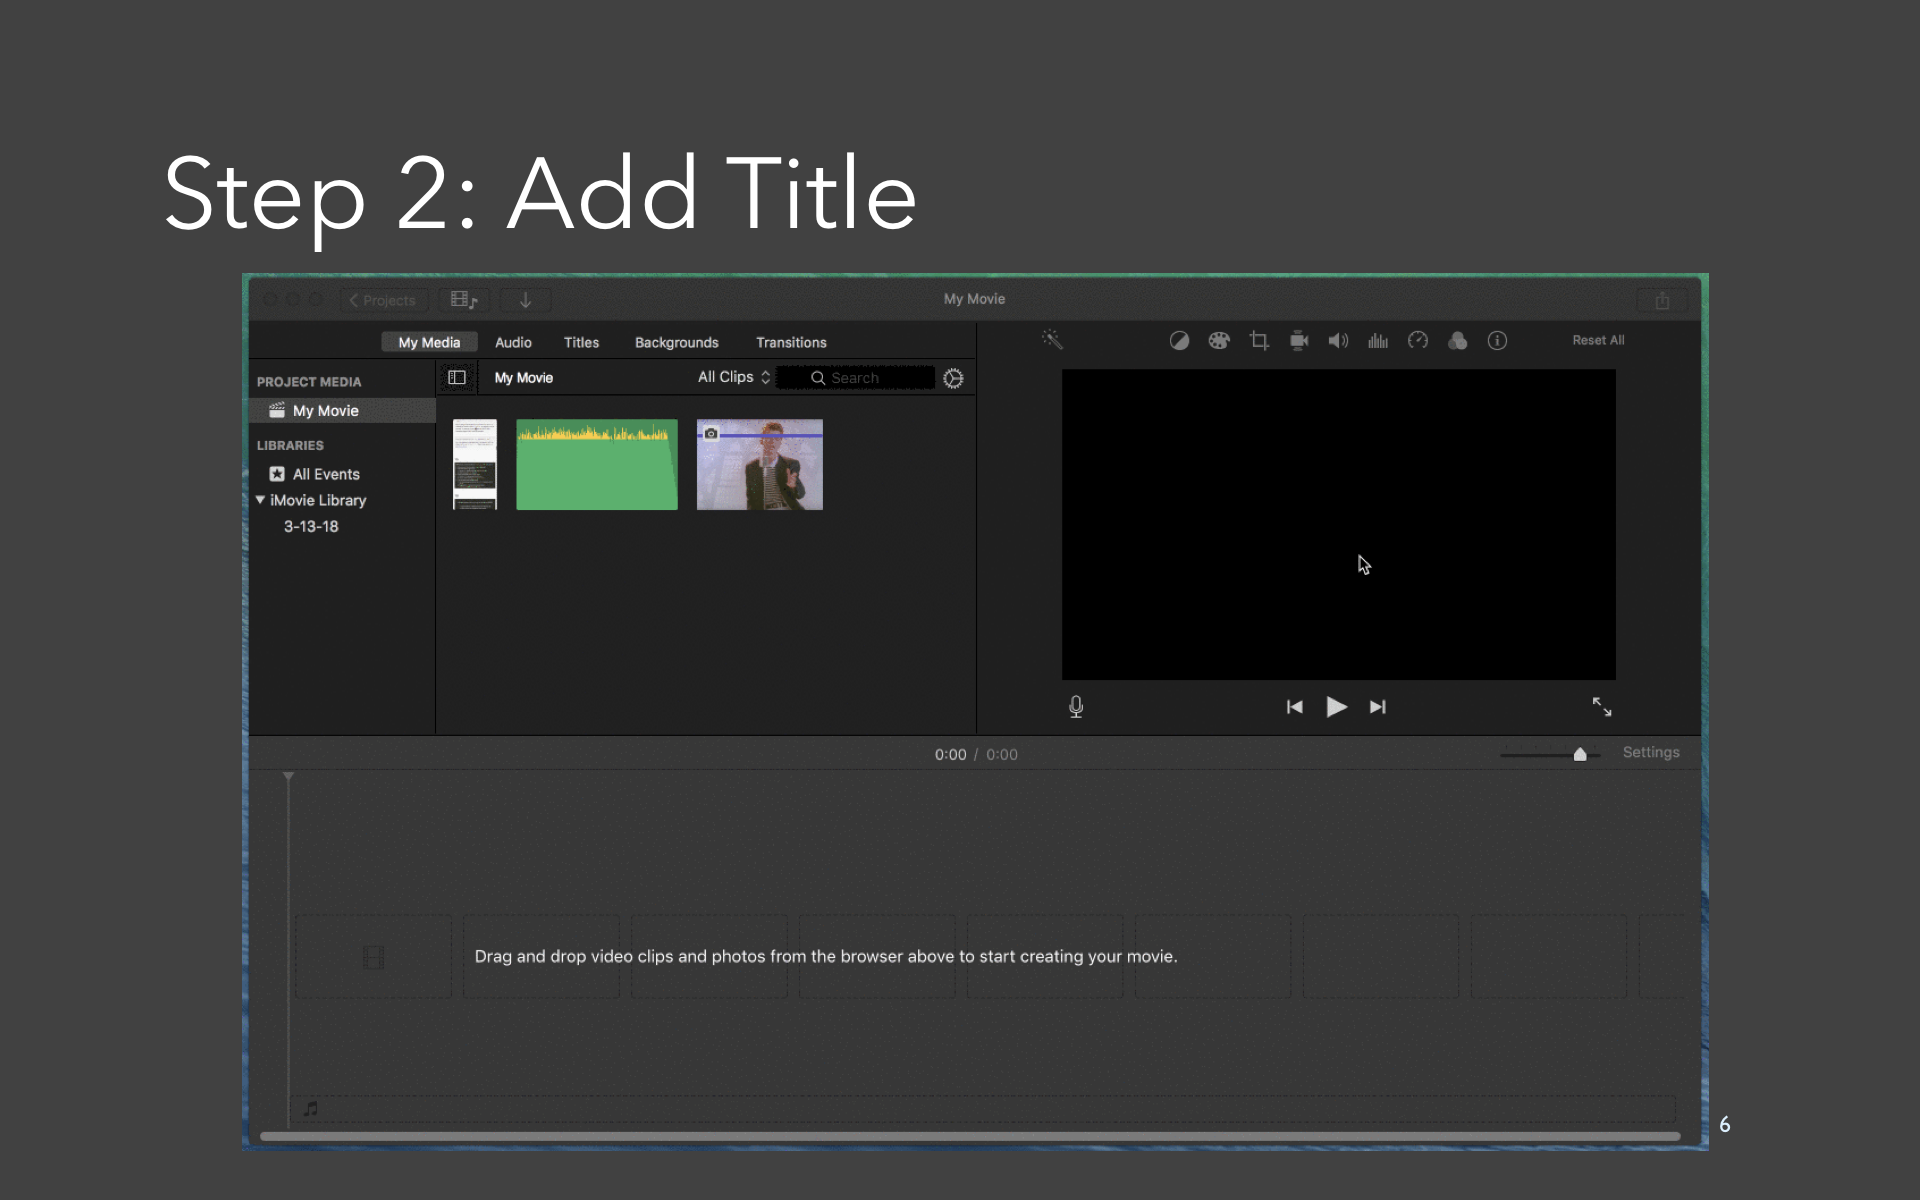 Step 2: Add Title
Projects
My Movie
My Media
Audio
Titles
Backgrounds
Transitions
Reset All
PROJECT MEDIA
My Movie
My Movie
All Clips
Search
LIBRARIES
All Events
iMovie Library
3-13-18
0:00 / 0:00
Settings
Drag and drop video clips and photos from the browser above to start creating your movie.
6